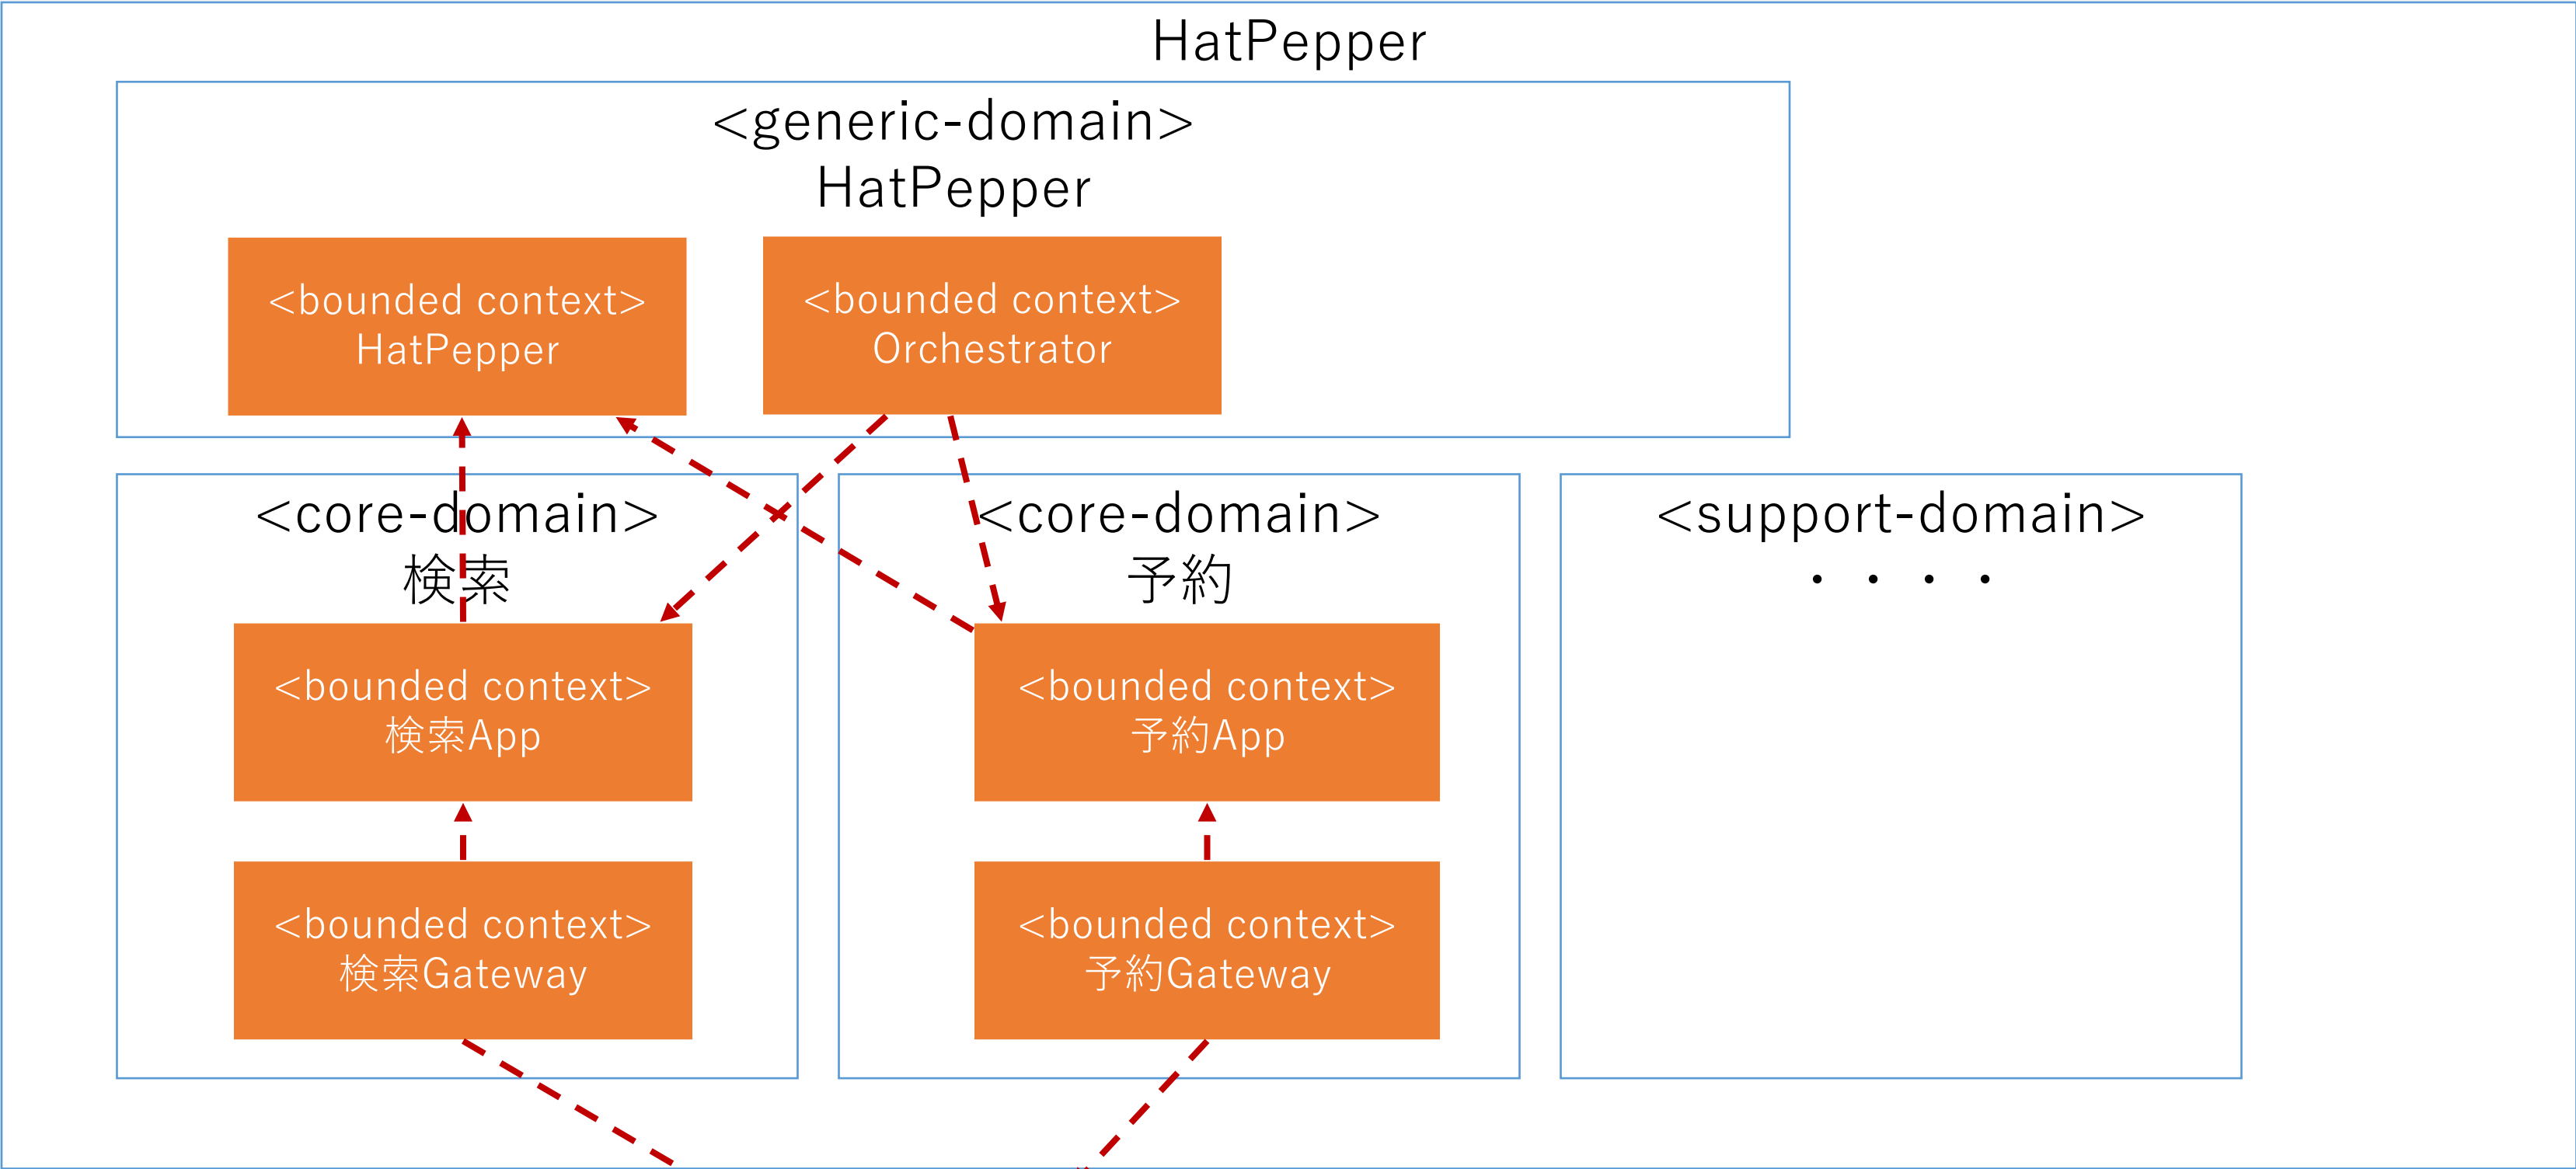 HatPepper
<generic-domain>
HatPepper
<bounded context>
HatPepper
<bounded context>
Orchestrator
<core-domain>
検索
<bounded context>
検索App
<bounded context>
検索Gateway
<core-domain>
予約
<bounded context>
予約App
<bounded context>
予約Gateway
<support-domain>
・・・・